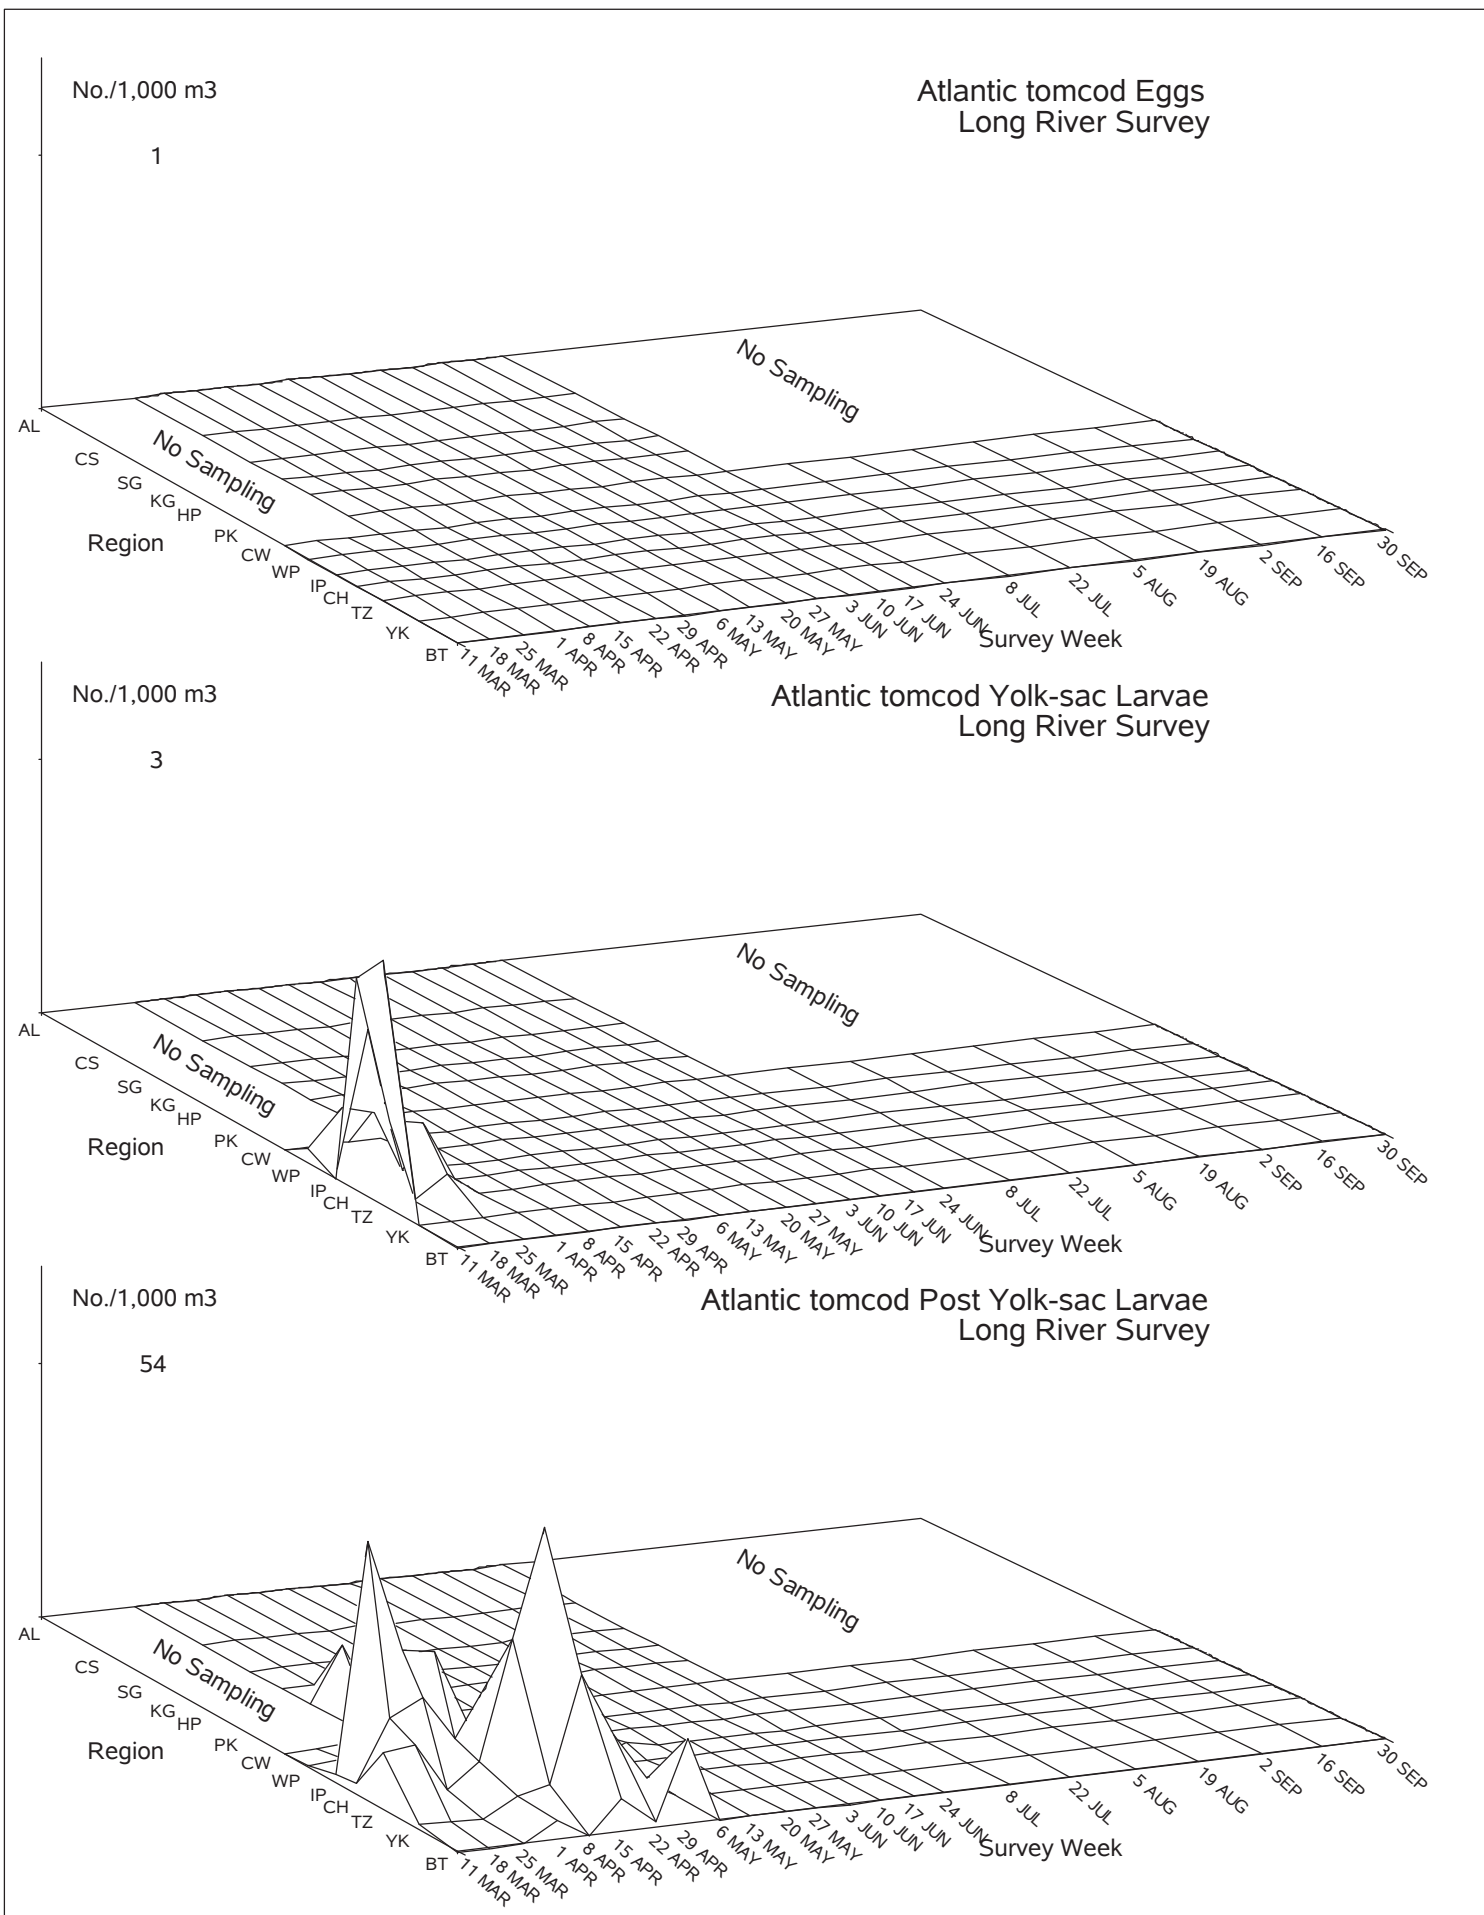 No./1,000 m3
Atlantic tomcod Eggs
Long River Survey
1
No Sampling
AL
CS
No Sampling
SG
KG
HP
PK
Region
CW
WP
IP
CH
TZ
YK
BT
11 MAR
18 MAR
25 MAR
1 APR
8 APR
15 APR
22 APR
29 APR
6 MAY
13 MAY
20 MAY
27 MAY
3 JUN
10 JUN
17 JUN
24 JUN
8 JUL
22 JUL
5 AUG
19 AUG
2 SEP
16 SEP
30 SEP
Survey Week
No./1,000 m3
Atlantic tomcod Yolk-sac Larvae
Long River Survey
3
No Sampling
AL
CS
No Sampling
SG
KG
HP
PK
Region
CW
WP
IP
CH
TZ
YK
BT
11 MAR
18 MAR
25 MAR
1 APR
8 APR
15 APR
22 APR
29 APR
6 MAY
13 MAY
20 MAY
27 MAY
3 JUN
10 JUN
17 JUN
24 JUN
8 JUL
22 JUL
5 AUG
19 AUG
2 SEP
16 SEP
30 SEP
Survey Week
No./1,000 m3
Atlantic tomcod Post Yolk-sac Larvae
Long River Survey
54
No Sampling
AL
CS
No Sampling
SG
KG
HP
PK
Region
CW
WP
IP
CH
TZ
YK
BT
11 MAR
18 MAR
25 MAR
1 APR
8 APR
15 APR
22 APR
29 APR
6 MAY
13 MAY
20 MAY
27 MAY
3 JUN
10 JUN
17 JUN
24 JUN
8 JUL
22 JUL
5 AUG
19 AUG
2 SEP
16 SEP
30 SEP
Survey Week